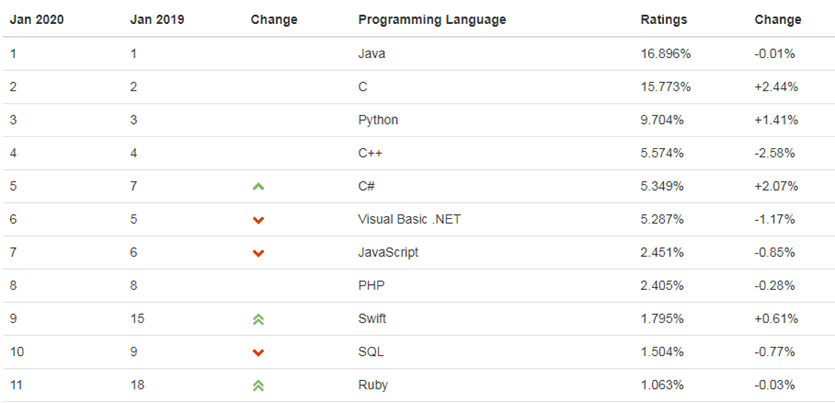 Jan 2020 Jan 2019 Change Programming Language Ratings Change
1 1 Java 16.896% -0.01%
2 2 C 15.773% +2.44%
3 3 Python 9.704% +1.41%
4 4 C++ 5.574% -2.58%
5 7 C# 5.349% +2.07%
6 5 Visual Basic .NET 5.287% -1.17%
7 6 JavaScript 2.451% -0.85%
8 8 PHP 2.405% -0.28%
9 15 Swift 1.795% +0.61%
10 9 SQL 1.504% -0.77%
11 18 Ruby 1.063% -0.03%